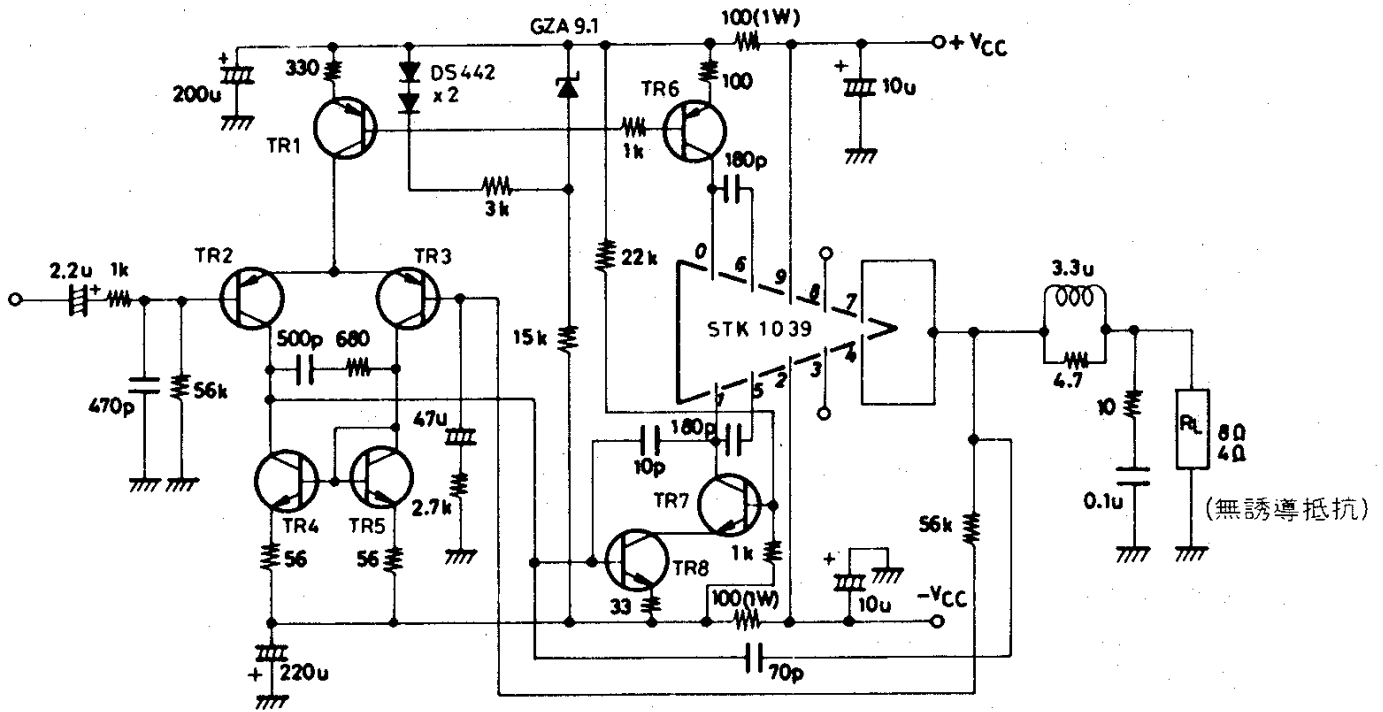 GZA 9.1
100(1W)
+ VCC
330
DS442
x 2
TR6
100
+
10u
+
200u
TR1
1k
180p
3k
TR2
TR3
22k
0
6
9
8
7
2.2u
1k
+
3.3u
500p
680
15k
STK 1039
4.7
1
5
2
3
4
470p
56k
47u
180p
10p
10
RL
8Ω
4Ω
TR7
2.7k
0.1u
(無誘導抵抗)
TR4
TR5
56k
56
56
TR8
1k
+
33
100(1W)
10u
-VCC
+
220u
70p